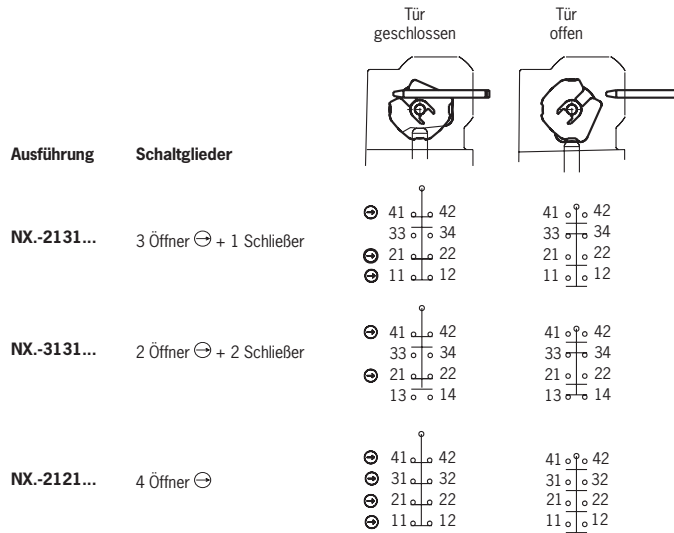 Tür geschlossen
Tür offen
Ausführung Schaltglieder
NX.-2131... 3 Öffner ⊖ + 1 Schließer
41 42 41 42
33 34 33 34
21 22 21 22
11 12 11 12
NX.-3131... 2 Öffner ⊖ + 2 Schließer
41 42 41 42
33 34 33 34
21 22 21 22
13 14 13 14
NX.-2121... 4 Öffner ⊖
41 42 41 42
31 32 31 32
21 22 21 22
11 12 11 12